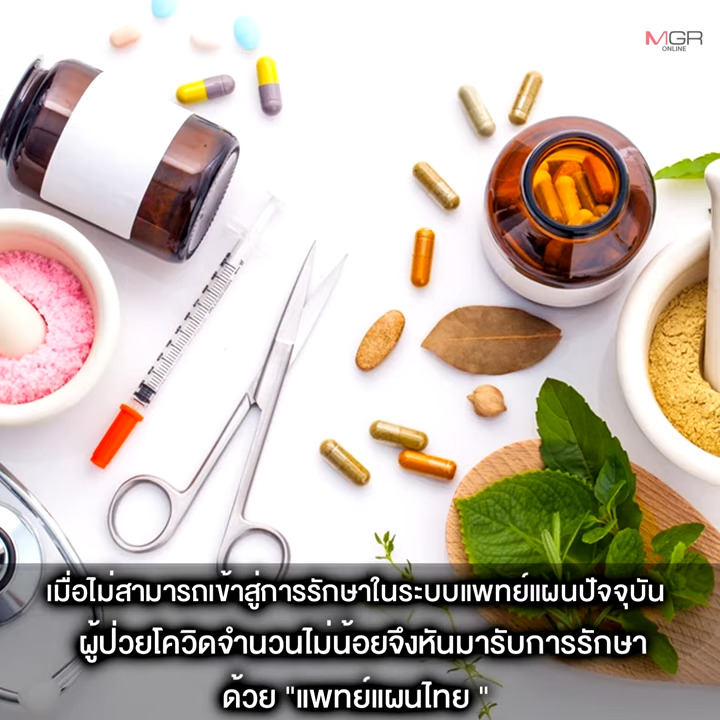 MGR
ONLINE
เมื่อไม่สามารถเข้าสู่การรักษาในระบบแพทย์แผนปัจจุบัน
ผู้ป่วยโควิดจำนวนไม่น้อยจึงหันมารับการรักษา
ด้วย "แพทย์แผนไทย "